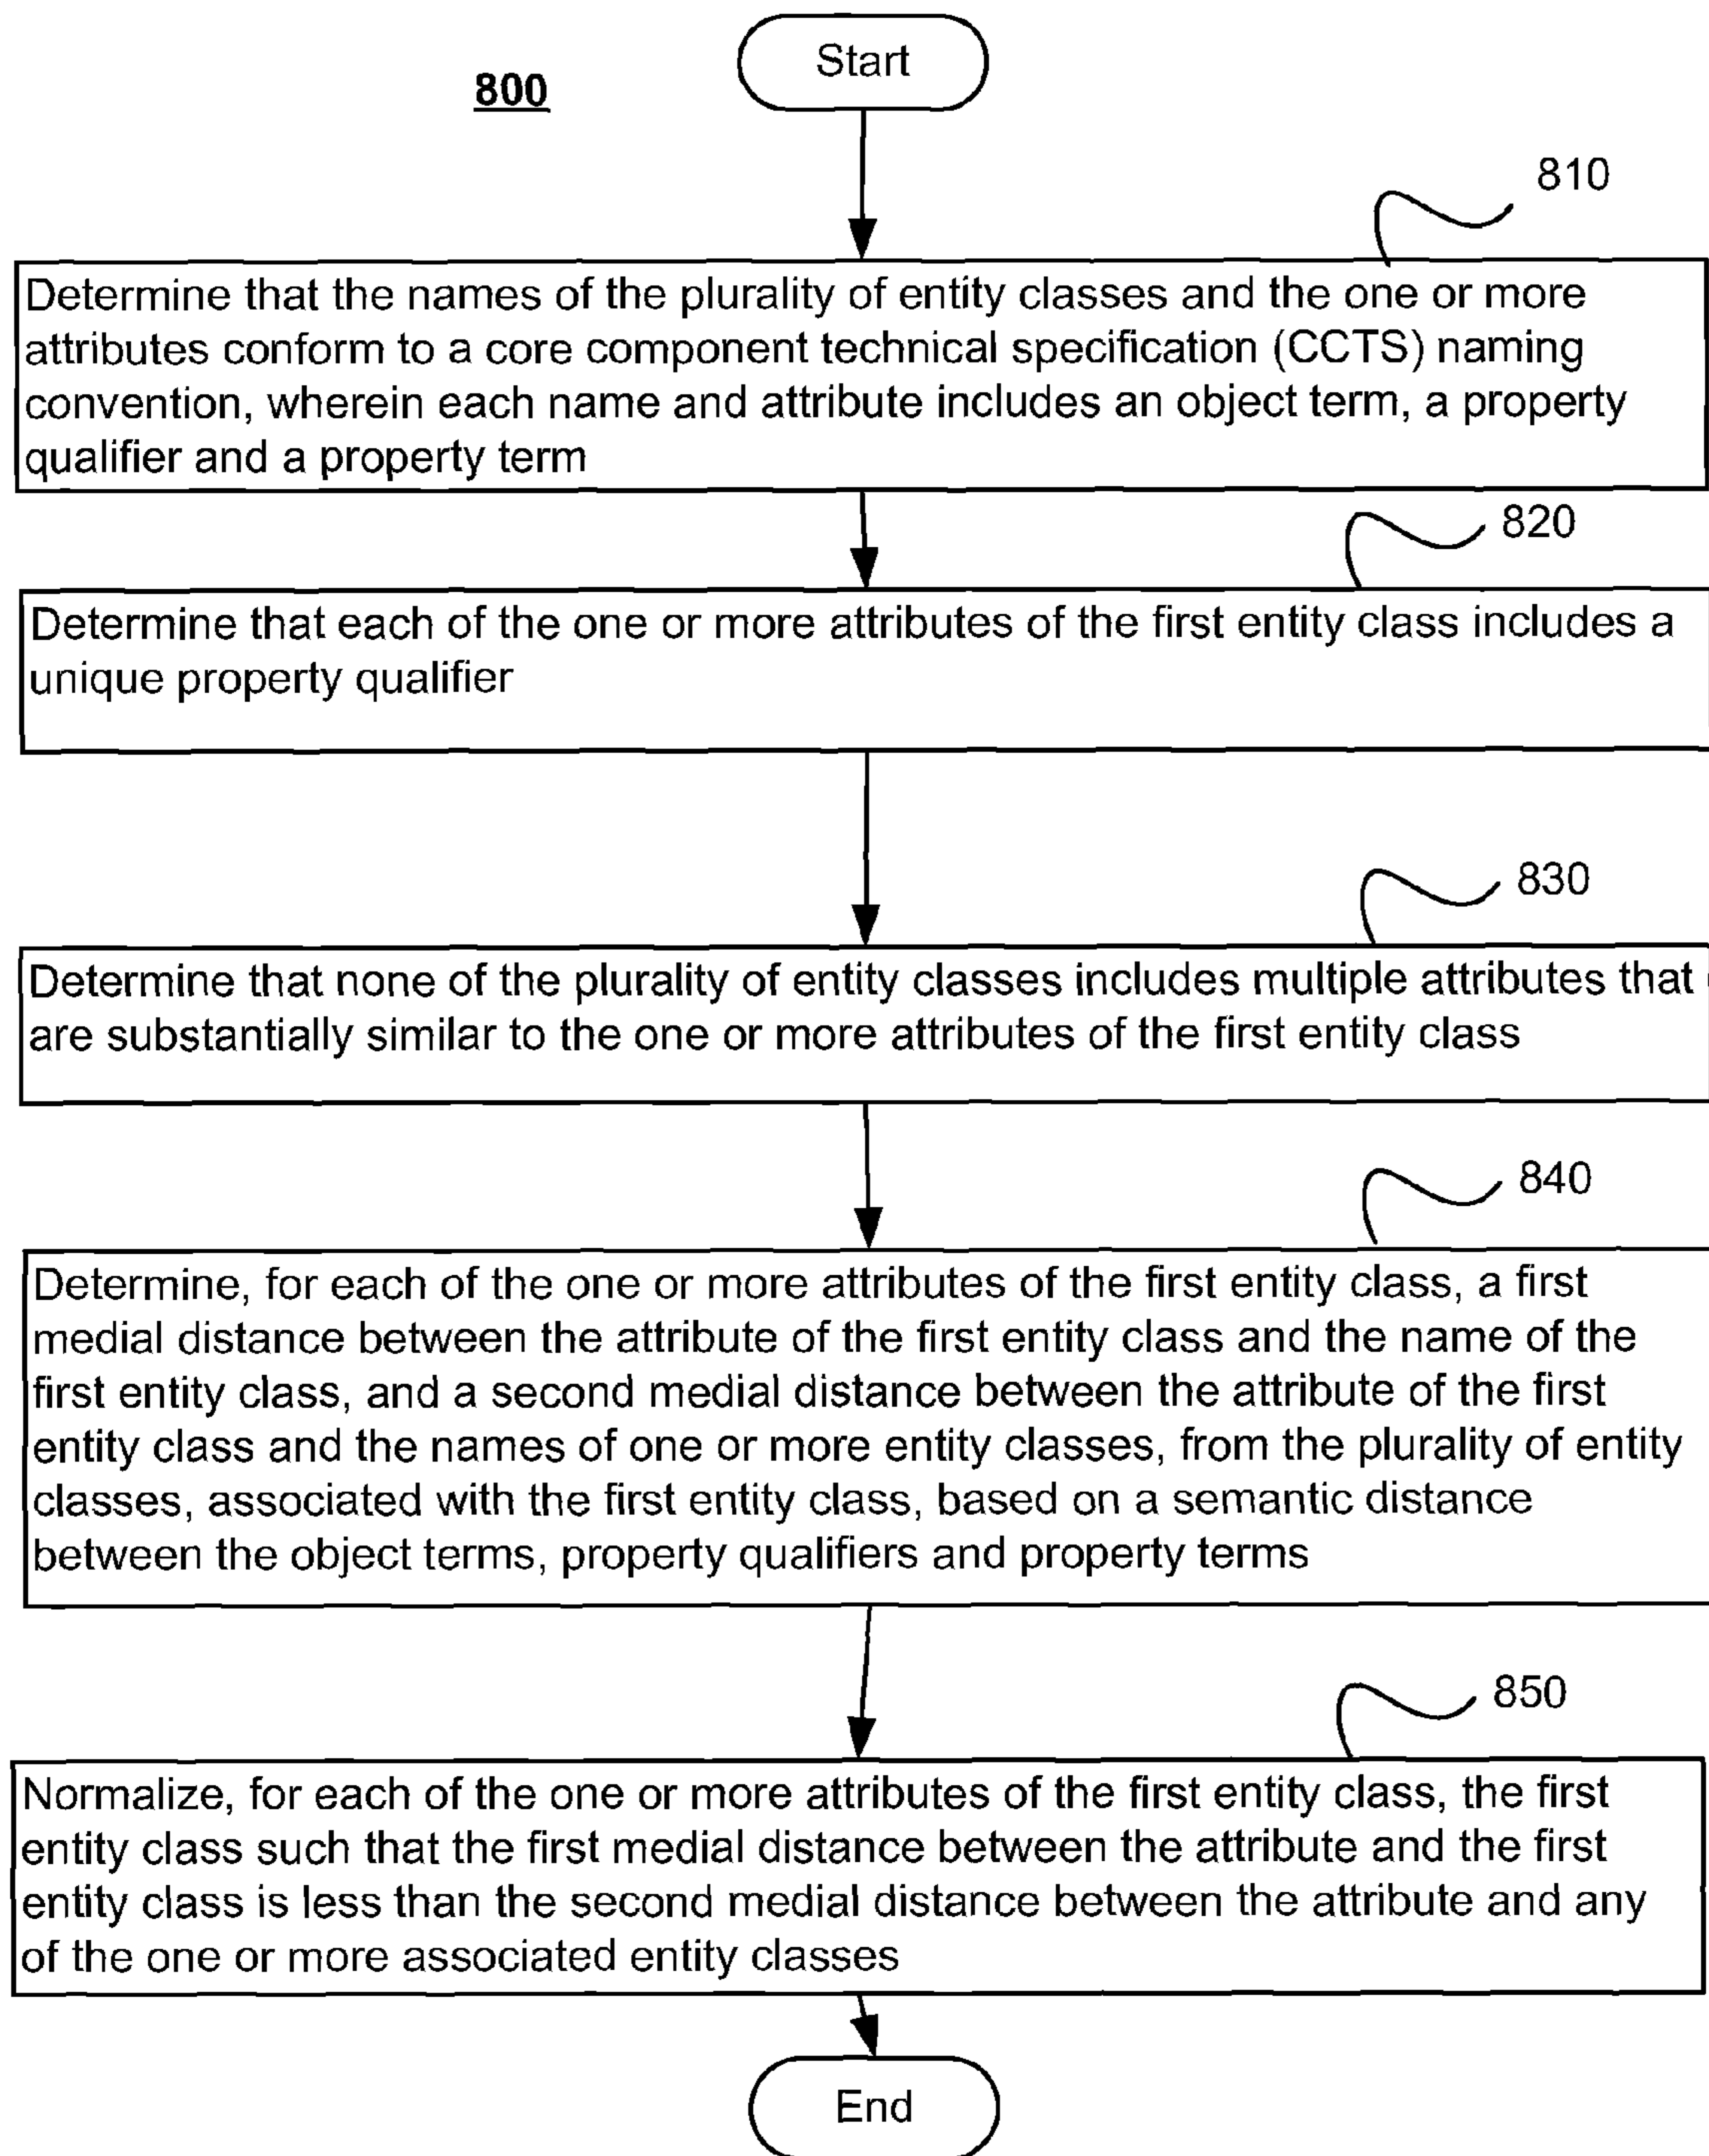 Start
800
810
Determine that the names of the plurality of entity classes and the one or more
attributes conform to a core component technical specification (CCTS) naming
convention, wherein each name and attribute includes an object term, a property
qualifier and a property term
820
Determine that each of the one or more attributes of the first entity class includes a
unique property qualifier
830
Determine that none of the plurality of entity classes includes multiple attributes that
are substantially similar to the one or more attributes of the first entity class
840
Determine, for each of the one or more attributes of the first entity class, a first
medial distance between the attribute of the first entity class and the name of the
first entity class, and a second medial distance between the attribute of the first
entity class and the names of one or more entity classes, from the plurality of entity
classes, associated with the first entity class, based on a semantic distance
between the object terms, property qualifiers and property terms
850
Normalize, for each of the one or more attributes of the first entity class, the first
entity class such that the first medial distance between the attribute and the first
entity class is less than the second medial distance between the attribute and any
of the one or more associated entity classes
End